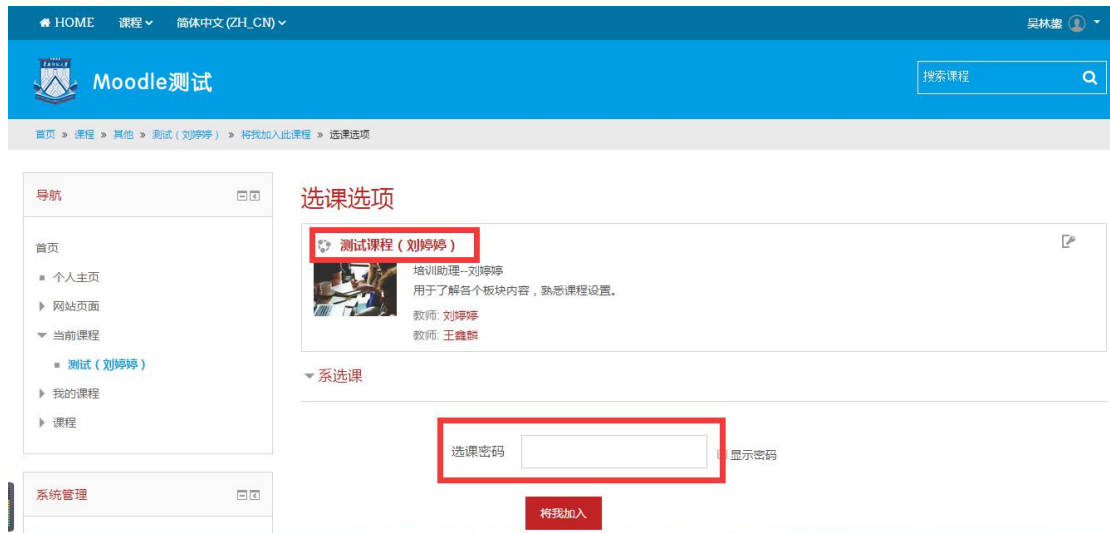 HOME 课程 简体中文 (ZH_CN) 吴林鋆
Moodle测试 搜索课程
首页 » 课程 » 其他 » 测试（刘婷婷） » 将我加入此课程 » 选课选项
导航
首页
个人主页
网站页面
当前课程
测试（刘婷婷）
我的课程
课程
系统管理
选课选项
测试课程（刘婷婷）
培训助理--刘婷婷
用于了解各个板块内容，熟悉课程设置。
教师: 刘婷婷
教师: 王鑫麟
系选课
选课密码 显示密码
将我加入